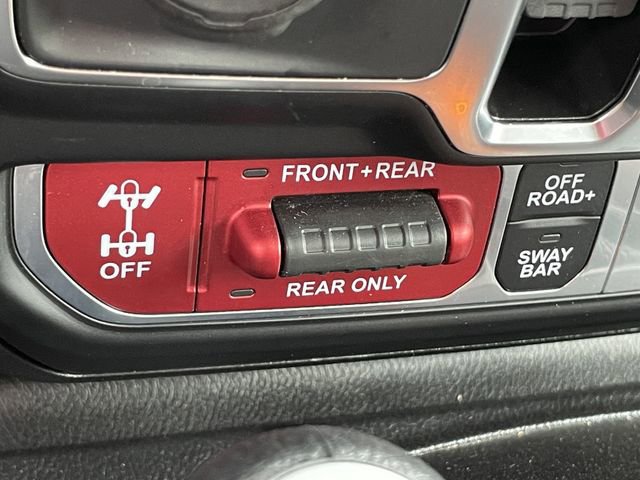 FRONT+REAR
OFF
REAR ONLY
OFF
ROAD+
SWAY
BAR